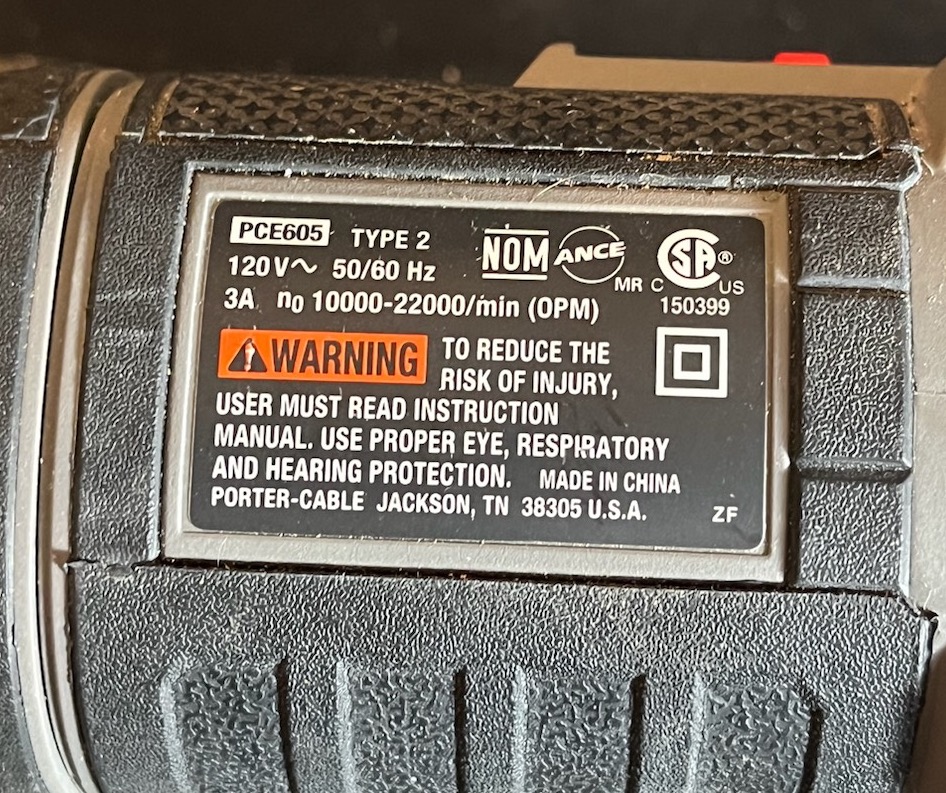 PCE605 TYPE 2
120V~ 50/60 Hz
3A n0 10000-22000/min (OPM)
NOM ANCE
MR C US
SA ®
150399
WARNING TO REDUCE THE
RISK OF INJURY,
USER MUST READ INSTRUCTION
MANUAL. USE PROPER EYE, RESPIRATORY
AND HEARING PROTECTION. MADE IN CHINA
PORTER-CABLE JACKSON, TN 38305 U.S.A.
ZF